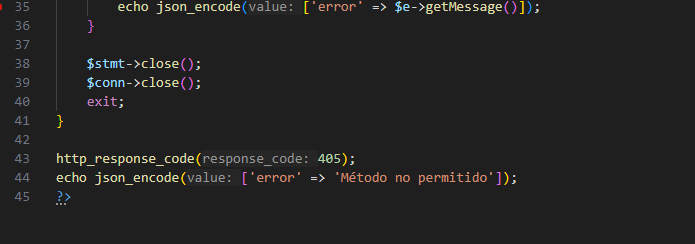 35 echo json_encode(value: ['error' => $e->getMessage()]);
36 }
37
38 $stmt->close();
39 $conn->close();
40 exit;
41 }
42
43 http_response_code(response_code: 405);
44 echo json_encode(value: ['error' => 'Método no permitido']);
45 ?>